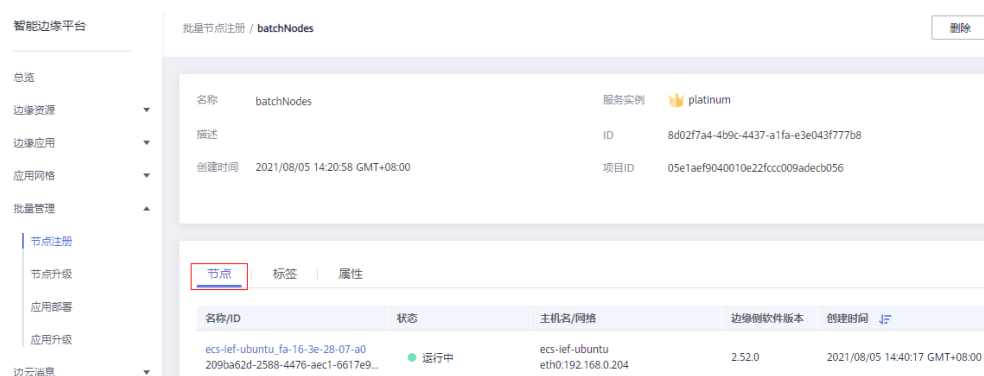 智能边缘平台
总览
边缘资源
边缘应用
应用网格
批量管理
节点注册
节点升级
应用部署
应用升级
边云消息
批量节点注册 / batchNodes
删除
名称 batchNodes
服务实例 platinum
描述
ID 8d02f7a4-4b9c-4437-a1fa-e3e043f777b8
创建时间 2021/08/05 14:20:58 GMT+08:00
项目ID 05e1aef9040010e22fccc009adecb056
节点 标签 属性
名称/ID 状态 主机名/网络 边缘侧软件版本 创建时间
ecs-ief-ubuntu_fa-16-3e-28-07-a0
209ba62d-2588-4476-aec1-6617e9...
运行中
ecs-ief-ubuntu
eth0:192.168.0.204
2.52.0
2021/08/05 14:40:17 GMT+08:00